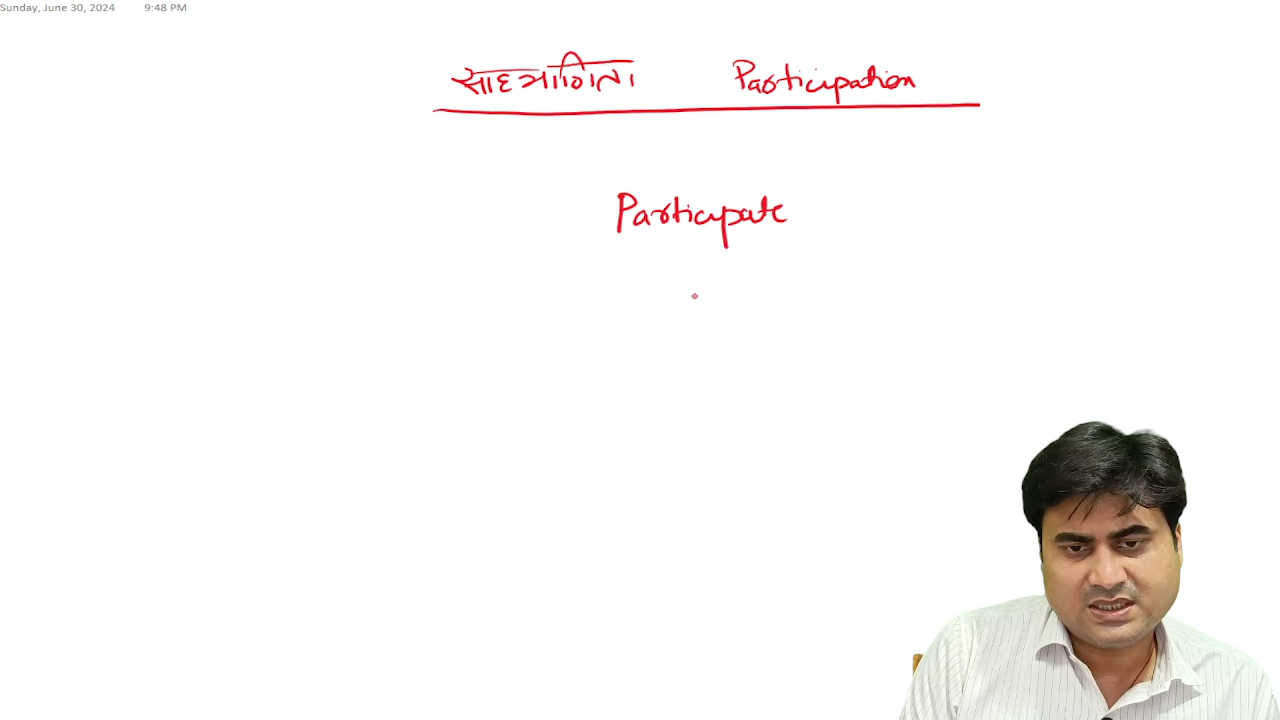 Sunday, June 30, 2024 9:48 PM
सहभागिता Participation
Participate